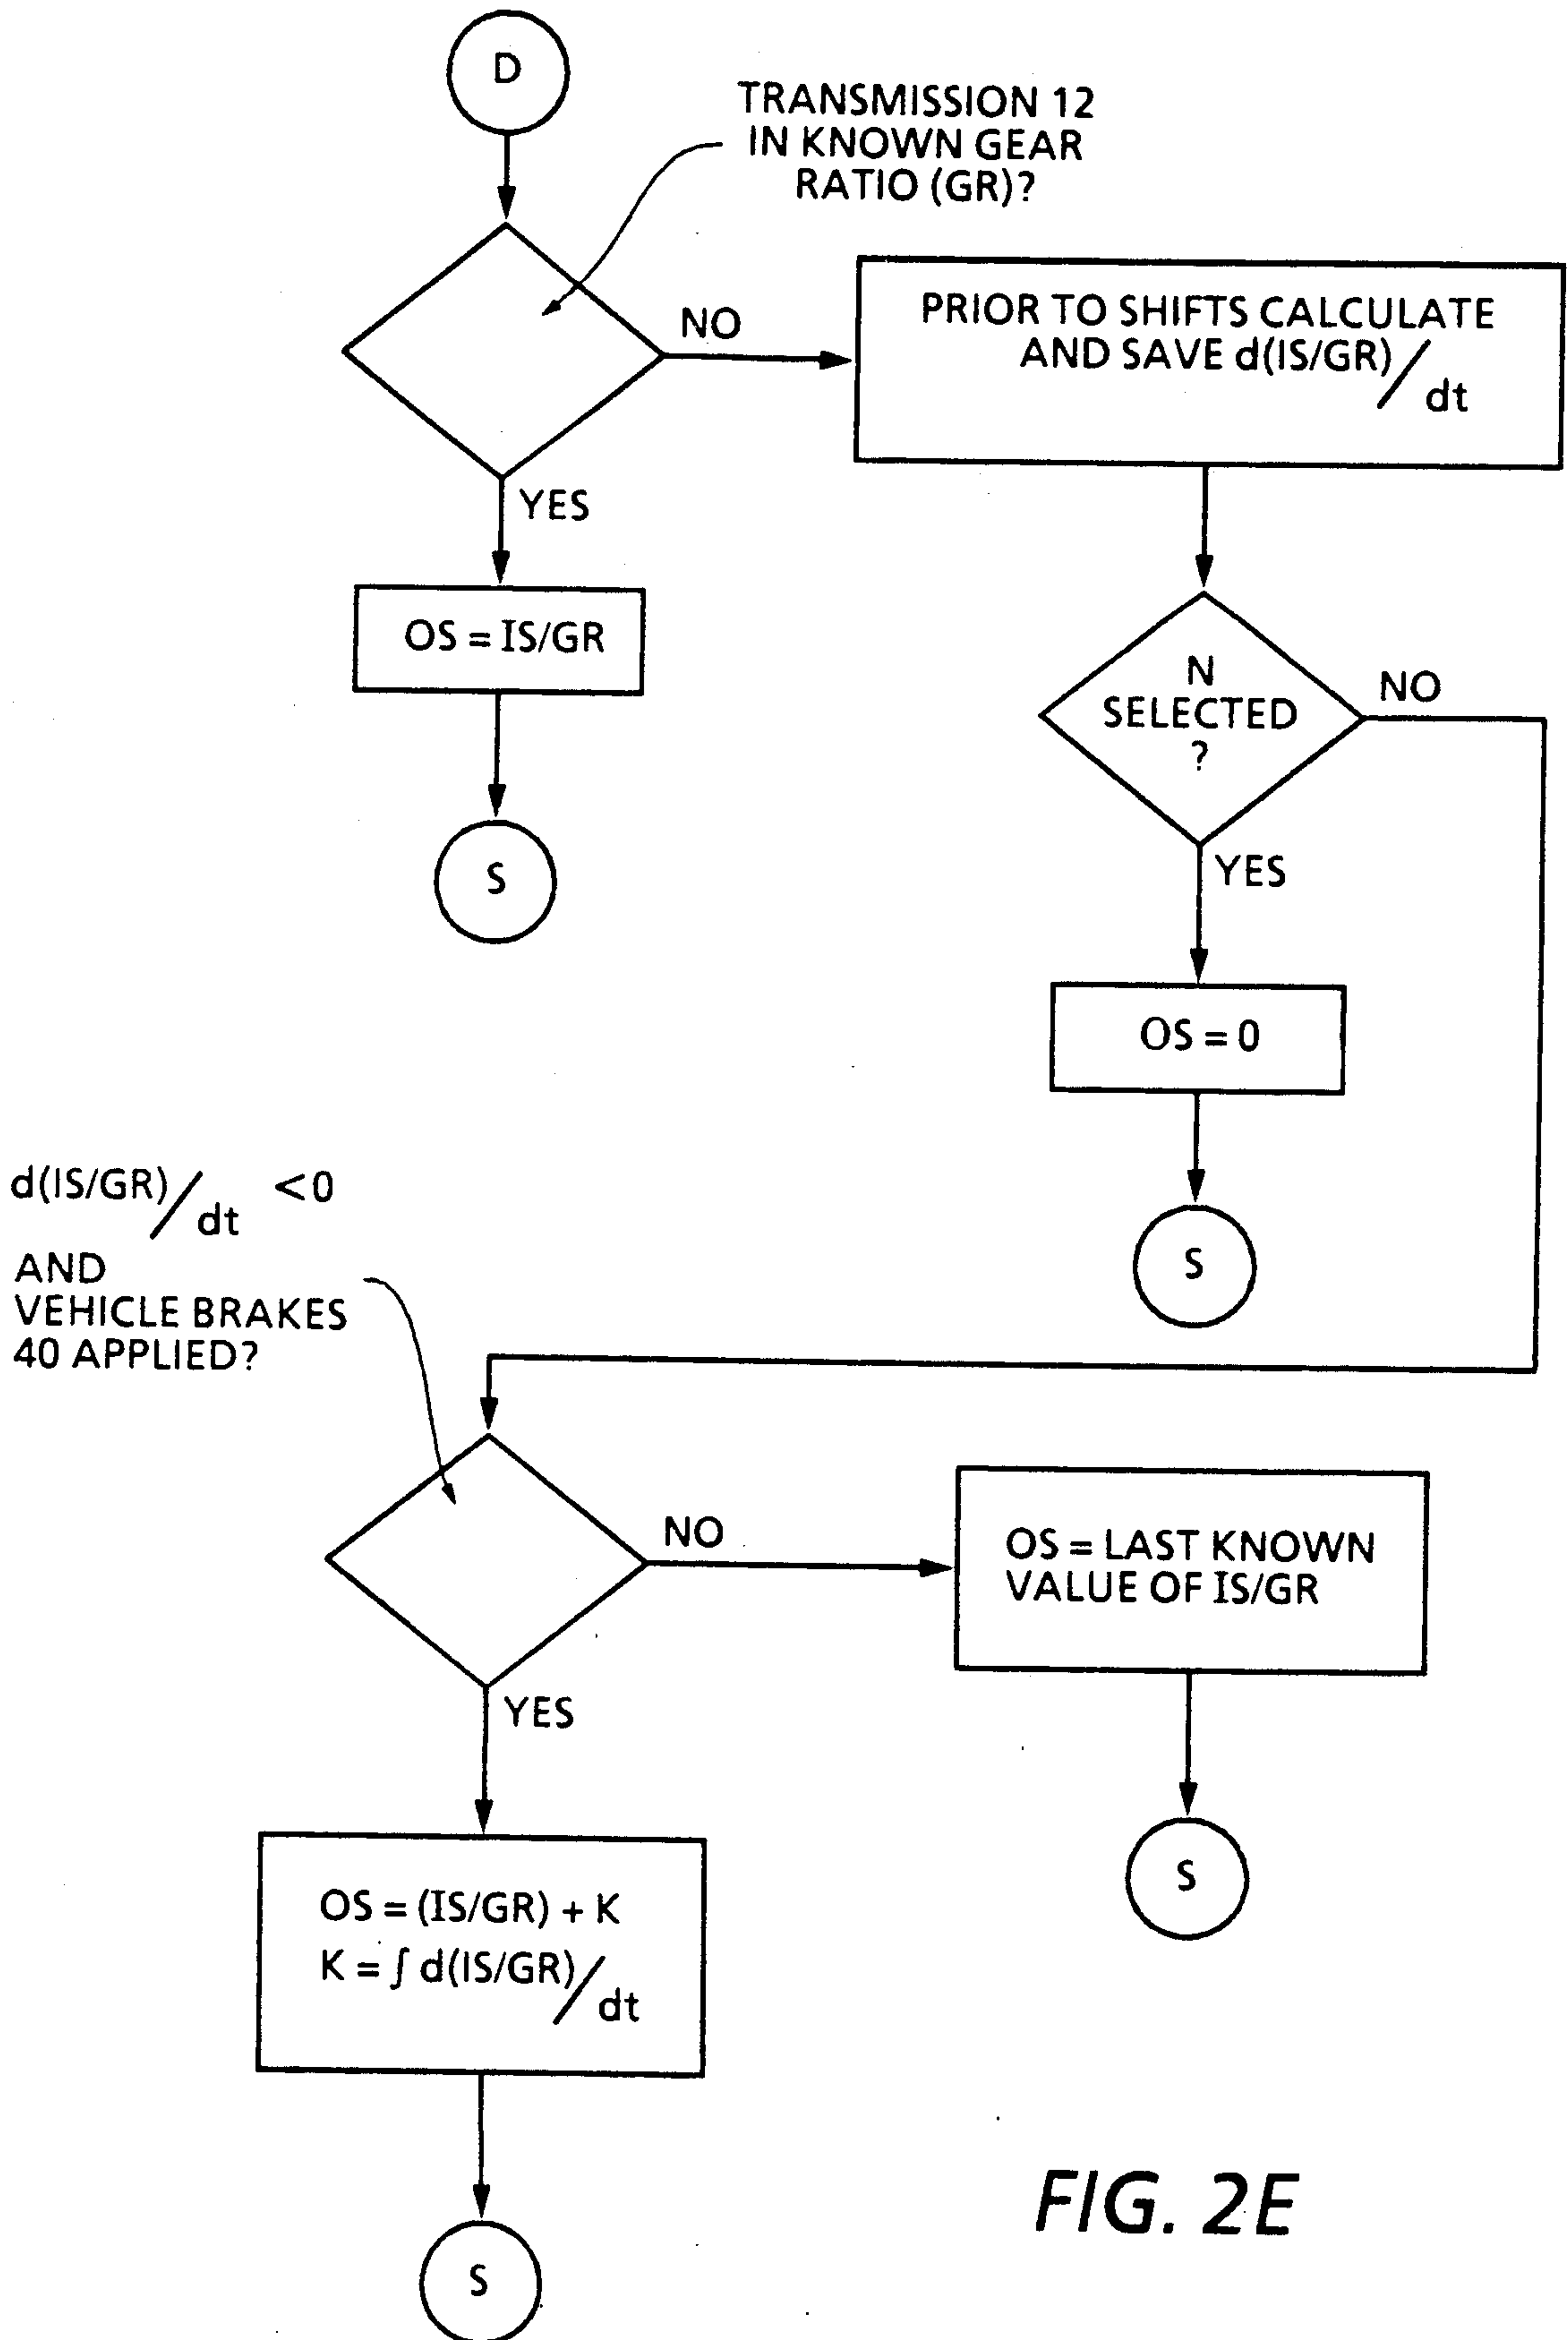 D
TRANSMISSION 12
IN KNOWN GEAR
RATIO (GR)?
NO
PRIOR TO SHIFTS CALCULATE
AND SAVE d(IS/GR)/dt
YES
OS = IS/GR
S
N
SELECTED
?
NO
YES
OS = 0
S
d(IS/GR)/dt <0
AND
VEHICLE BRAKES
40 APPLIED?
NO
OS = LAST KNOWN
VALUE OF IS/GR
S
YES
OS = (IS/GR) + K
K = ∫ d(IS/GR)/dt
S
FIG. 2E